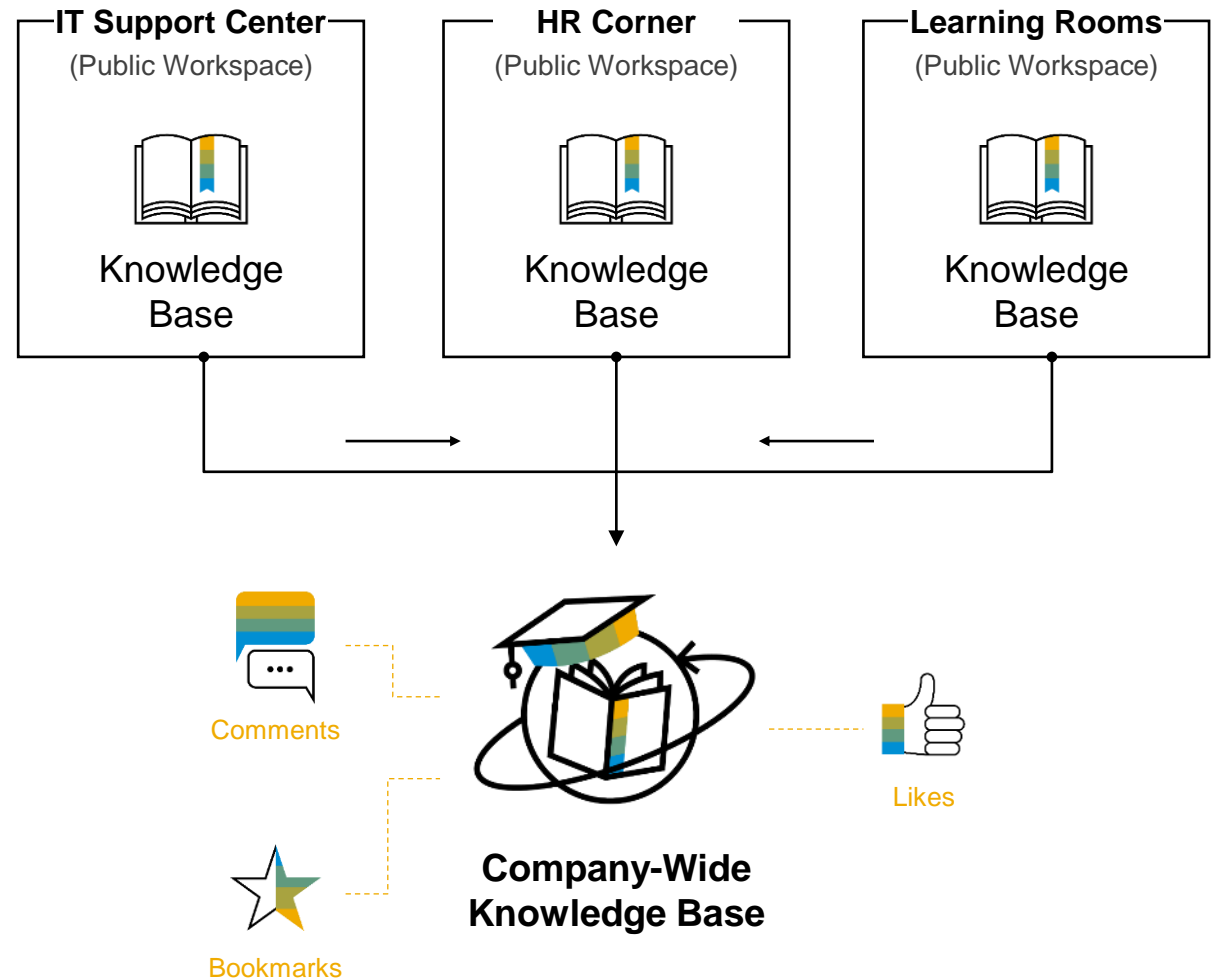 IT Support Center
(Public Workspace)
Knowledge
Base
HR Corner
(Public Workspace)
Knowledge
Base
Learning Rooms
(Public Workspace)
Knowledge
Base
Comments
Likes
Company-Wide
Knowledge Base
Bookmarks